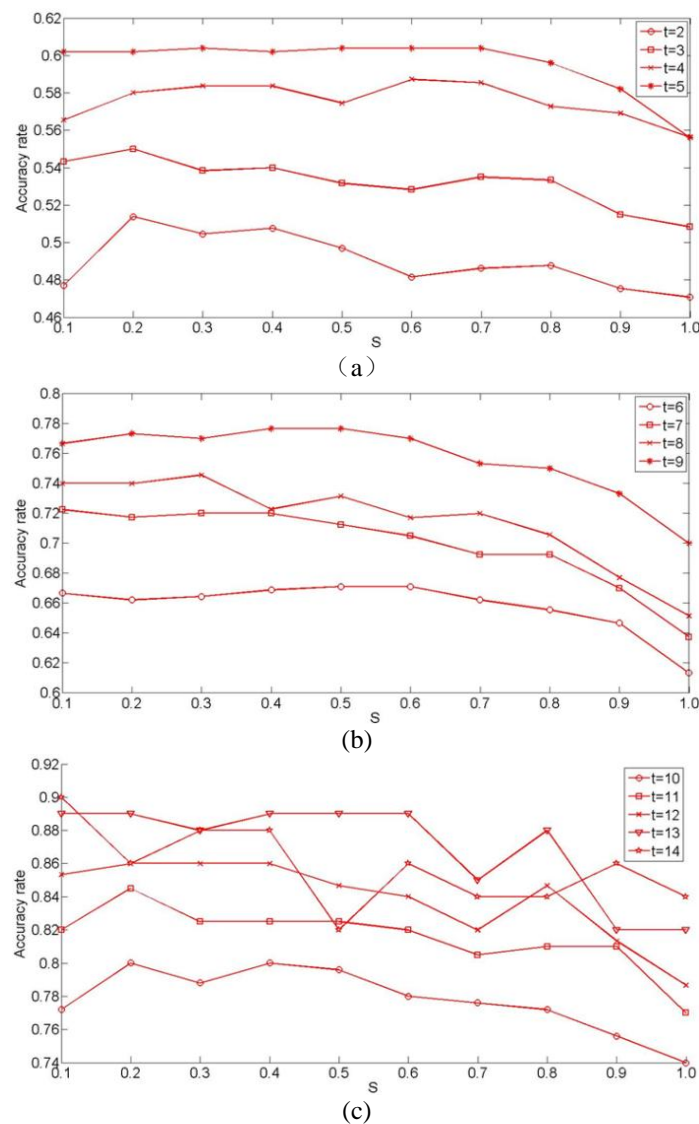 0.62
0.6
0.58
0.56
0.54
0.52
0.5
0.48
0.46
Accuracy rate
t=2
t=3
t=4
t=5
0.1 0.2 0.3 0.4 0.5 0.6 0.7 0.8 0.9 1.0
S
（a）
0.8
0.78
0.76
0.74
0.72
0.7
0.68
0.66
0.64
0.62
0.6
Accuracy rate
t=6
t=7
t=8
t=9
0.1 0.2 0.3 0.4 0.5 0.6 0.7 0.8 0.9 1.0
S
(b)
0.92
0.9
0.88
0.86
0.84
0.82
0.8
0.78
0.76
0.74
Accuracy rate
t=10
t=11
t=12
t=13
t=14
0.1 0.2 0.3 0.4 0.5 0.6 0.7 0.8 0.9 1.0
S
(c)